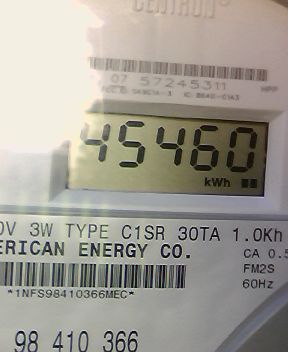 CENTRON®
07 57245311
45460
kWh
0V 3W TYPE C1SR 30TA 1.0Kh
ERICAN ENERGY CO.
CA 0.5
FM2S
60Hz
*1NFS98410366MEC*
98 410 366